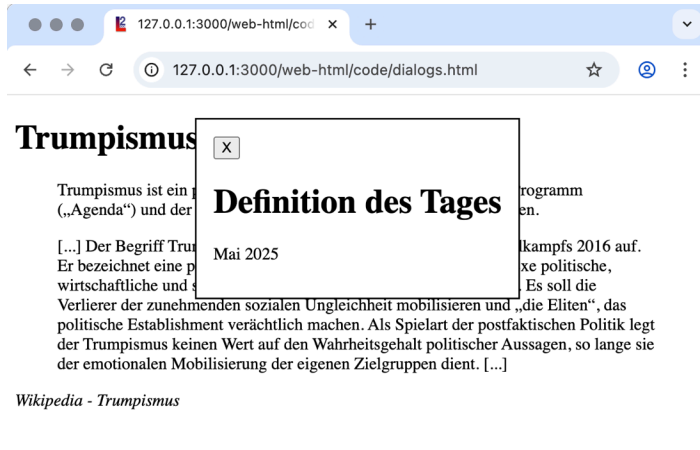 127.0.0.1:3000/web-html/cod
127.0.0.1:3000/web-html/code/dialogs.html
Trumpismus
X
Definition des Tages
Mai 2025
Trumpismus ist ein rogramm
(„Agenda“) und der en.
[...] Der Begriff lkampfs 2016 auf.
Er bezeichnet eine xe politische,
wirtschaftliche und Es soll die
Verlierer der zunehmenden sozialen Ungleichheit mobilisieren und „die Eliten“, das
politische Establishment verächtlich machen. Als Spielart der postfaktischen Politik legt
der Trumpismus keinen Wert auf den Wahrheitsgehalt politischer Aussagen, so lange sie
der emotionalen Mobilisierung der eigenen Zielgruppen dient. [...]
Wikipedia - Trumpismus